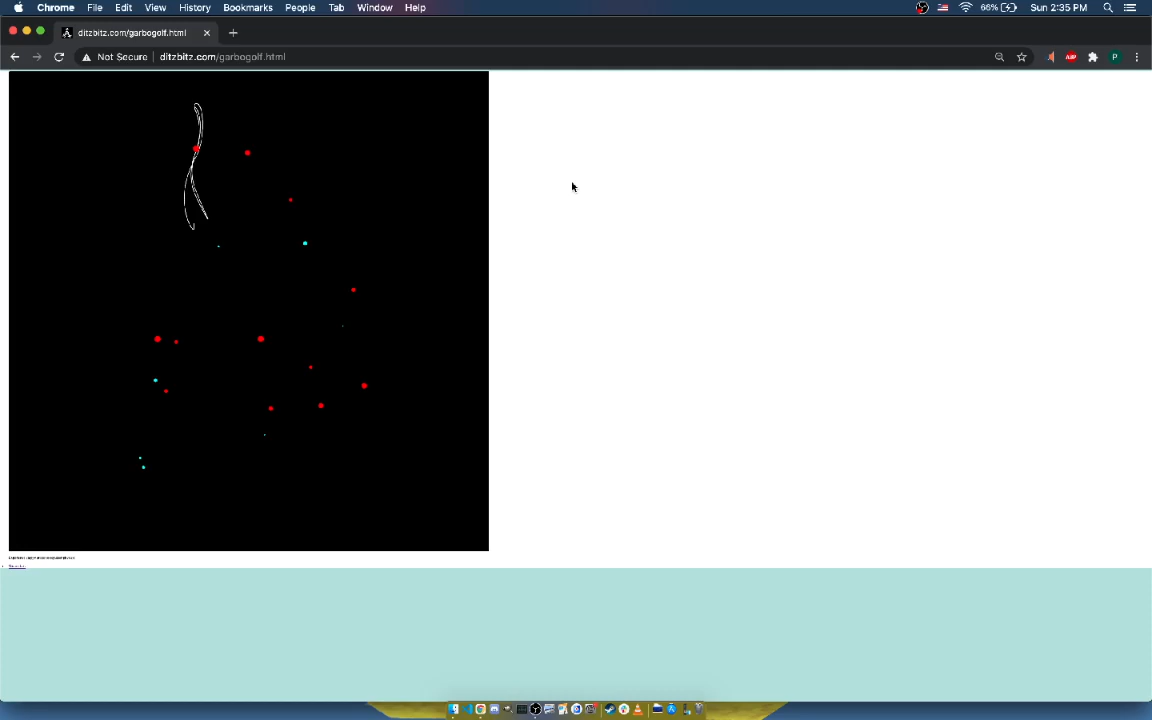 Chrome File Edit View History Bookmarks People Tab Window Help 66% Sun 2:35 PM
ditzbitz.com/garbogolf.html
Not Secure ditzbitz.com/garbogolf.html ABP P